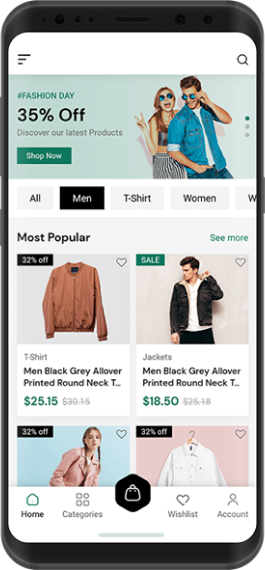 #FASHION DAY
35% Off
Discover our latest Products
Shop Now
All
Men
T-Shirt
Women
W
Most Popular
See more
32% off
SALE
T-Shirt
Jackets
Men Black Grey Allover
Printed Round Neck T...
Men Black Grey Allover
Printed Round Neck T...
$25.15 $30.15
$18.50 $25.18
32% off
32% off
Home
Categories
Wishlist
Account